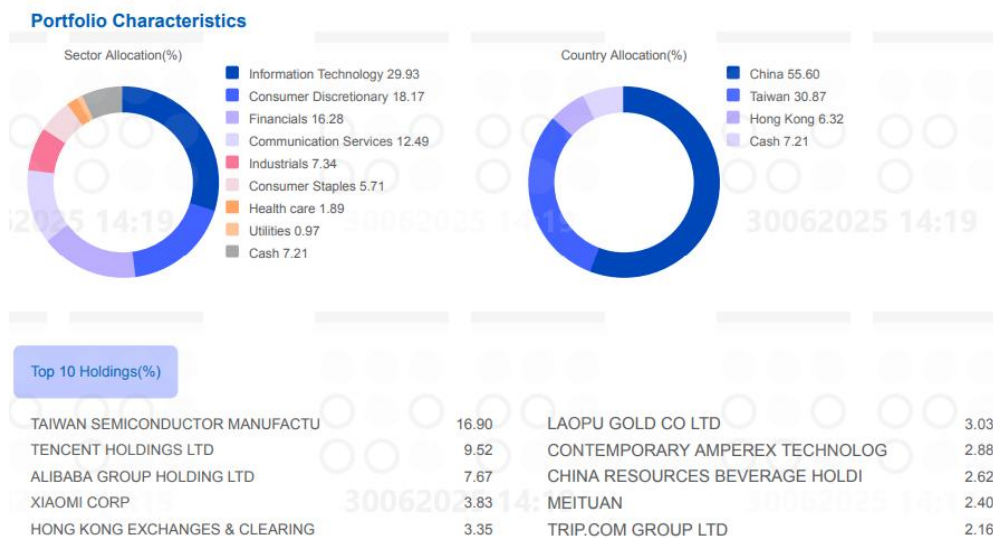 Portfolio Characteristics
Sector Allocation(%)
Information Technology 29.93
Consumer Discretionary 18.17
Financials 16.28
Communication Services 12.49
Industrials 7.34
Consumer Staples 5.71
Health care 1.89
Utilities 0.97
Cash 7.21
Country Allocation(%)
China 55.60
Taiwan 30.87
Hong Kong 6.32
Cash 7.21
30062025 14:19
Top 10 Holdings(%)
TAIWAN SEMICONDUCTOR MANUFACTU 16.90
TENCENT HOLDINGS LTD 9.52
ALIBABA GROUP HOLDING LTD 7.67
XIAOMI CORP 3.83
HONG KONG EXCHANGES & CLEARING 3.35
LAOPU GOLD CO LTD 3.03
CONTEMPORARY AMPEREX TECHNOLOG 2.88
CHINA RESOURCES BEVERAGE HOLDI 2.62
MEITUAN 2.40
TRIP.COM GROUP LTD 2.16